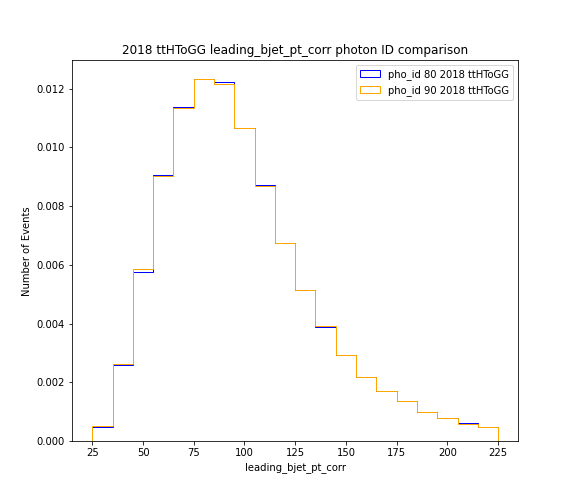 2018 ttHToGG leading_bjet_pt_corr photon ID comparison
pho_id 80 2018 ttHToGG
pho_id 90 2018 ttHToGG
Number of Events
0.012
0.010
0.008
0.006
0.004
0.002
0.000
25 50 75 100 125 150 175 200 225
leading_bjet_pt_corr